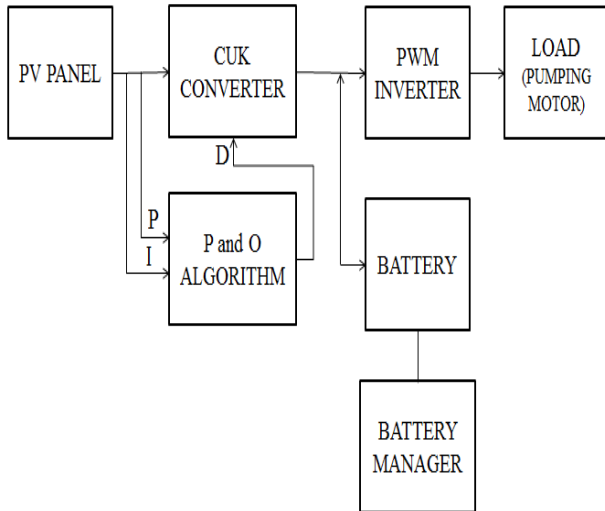 PV PANEL
CUK
CONVERTER
PWM
INVERTER
LOAD
(PUMPING
MOTOR)
D
P
I
P and O
ALGORITHM
BATTERY
BATTERY
MANAGER